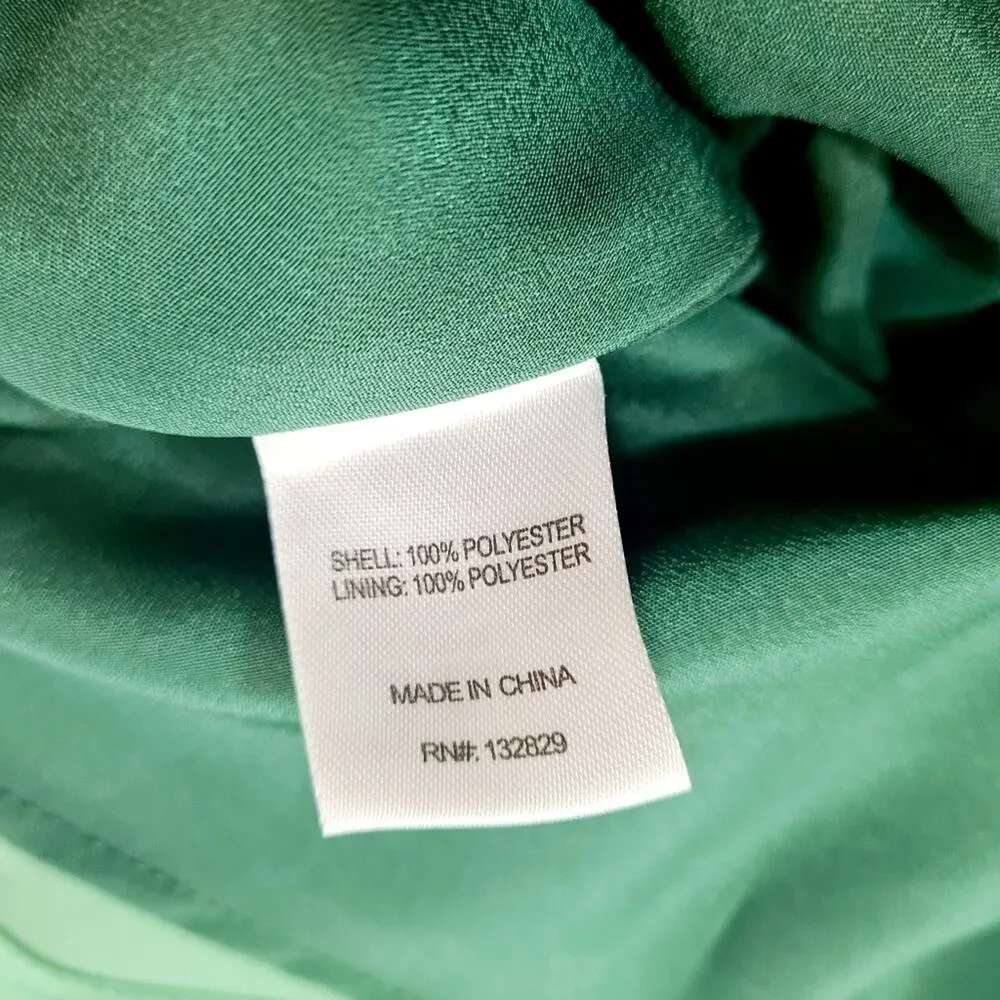 SHELL: 100% POLYESTER
LINING: 100% POLYESTER
MADE IN CHINA
RN#: 132829